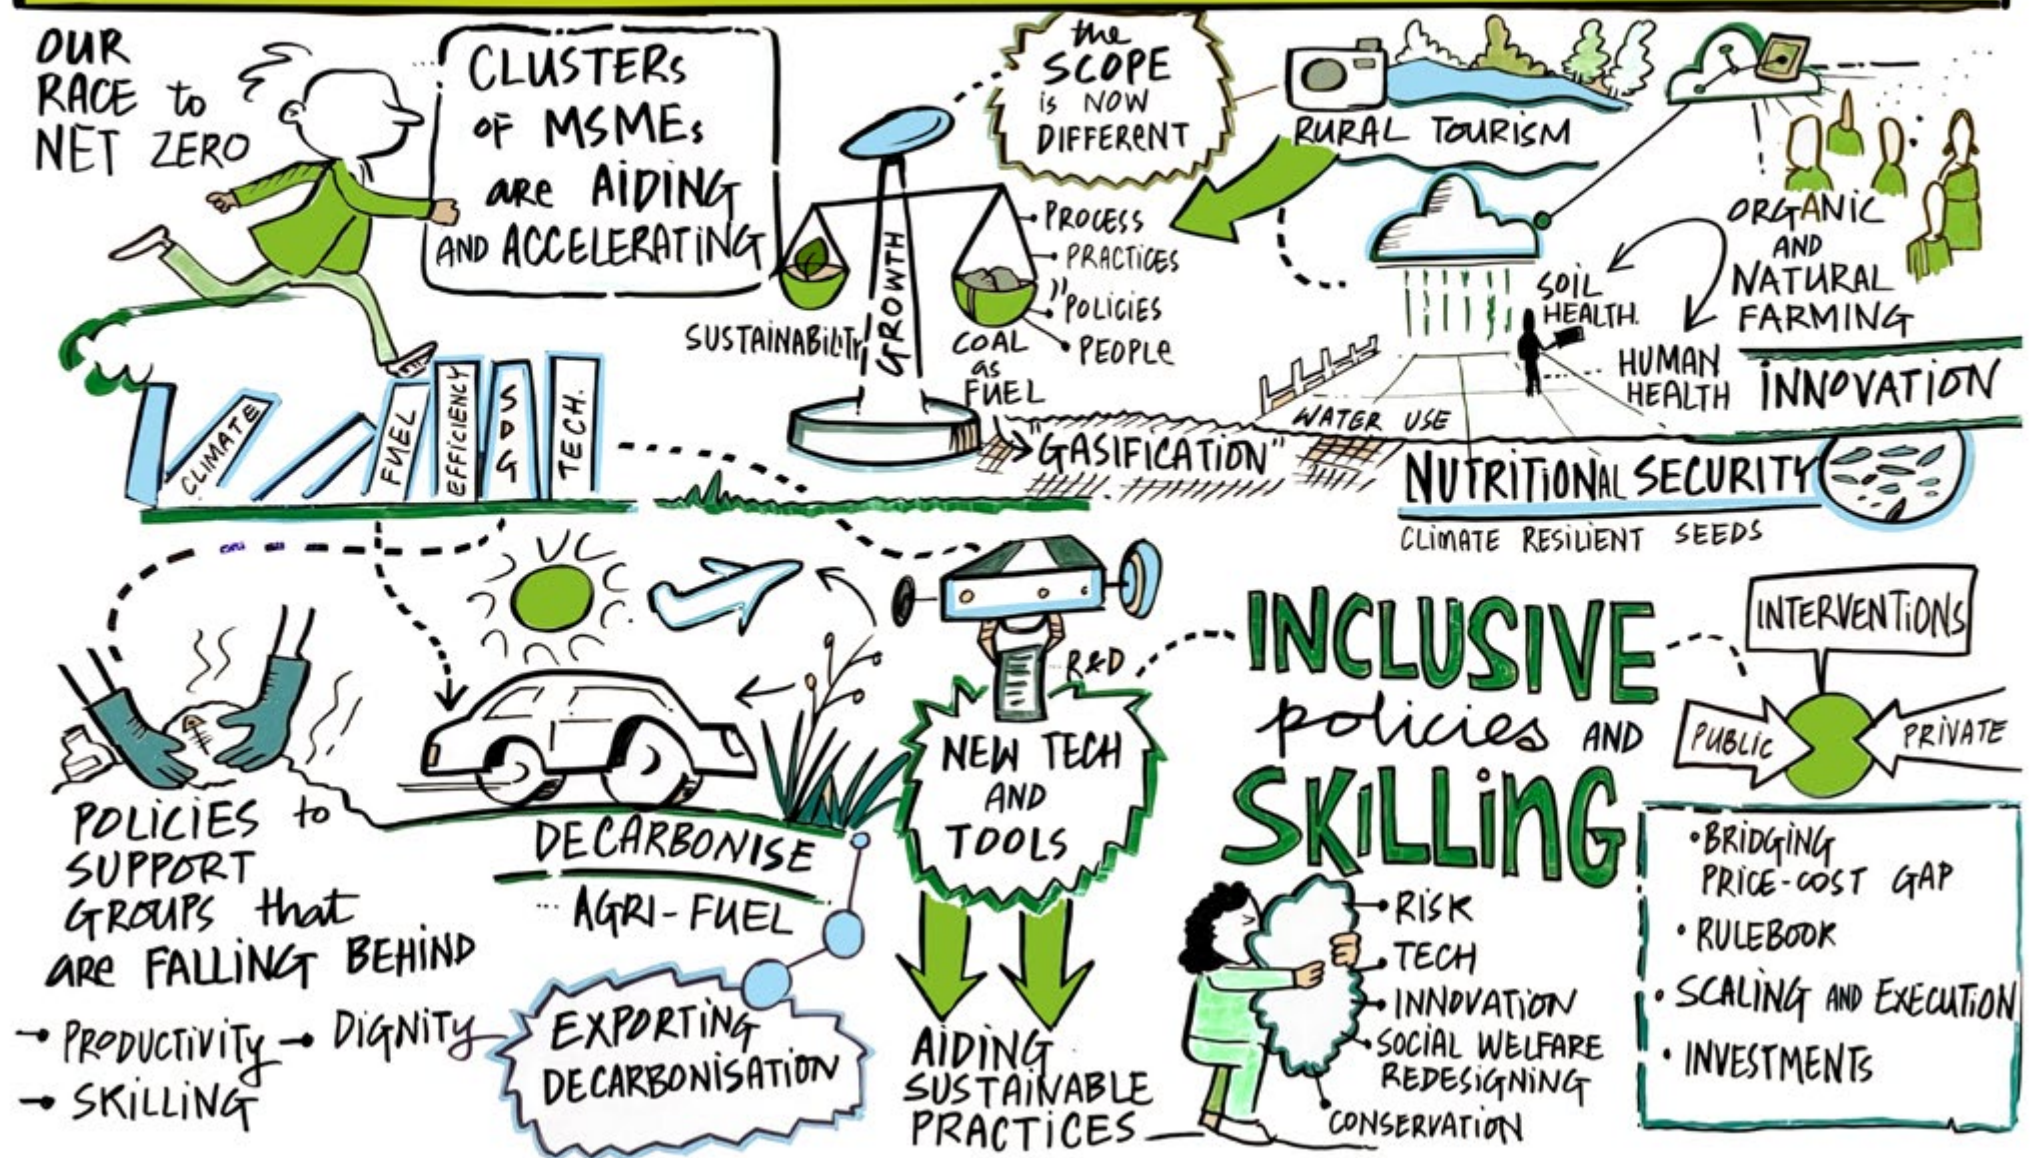 OUR
RACE to
NET ZERO
CLUSTERS
OF MSMEs
are AIDING
AND ACCELERATING
the
SCOPE
is NOW
DIFFERENT
RURAL TOURISM
SUSTAINABILITY
GROWTH
PROCESS
PRACTICES
"POLICIES
PEOPLE
COAL
as
FUEL
"GASIFICATION"
ORGANIC
AND
NATURAL
FARMING
SOIL
HEALTH.
HUMAN
HEALTH
INNOVATION
WATER USE
NUTRITIONAL SECURITY
CLIMATE RESILIENT SEEDS
CLIMATE
FUEL
EFFICIENCY
SDG
TECH.
POLICIES to
SUPPORT
GROUPS that
are FALLING BEHIND
→ PRODUCTIVITY → DIGNITY
→ SKILLING
DECARBONISE
... AGRI-FUEL
EXPORTING
DECARBONISATION
R&D
NEW TECH
AND
TOOLS
AIDING
SUSTAINABLE
PRACTICES
INCLUSIVE
policies AND
SKILLING
RISK
TECH
INNOVATION
SOCIAL WELFARE
REDESIGNING
CONSERVATION
INTERVENTIONS
PUBLIC
PRIVATE
• BRIDGING
PRICE-COST GAP
• RULEBOOK
• SCALING AND EXECUTION
• INVESTMENTS